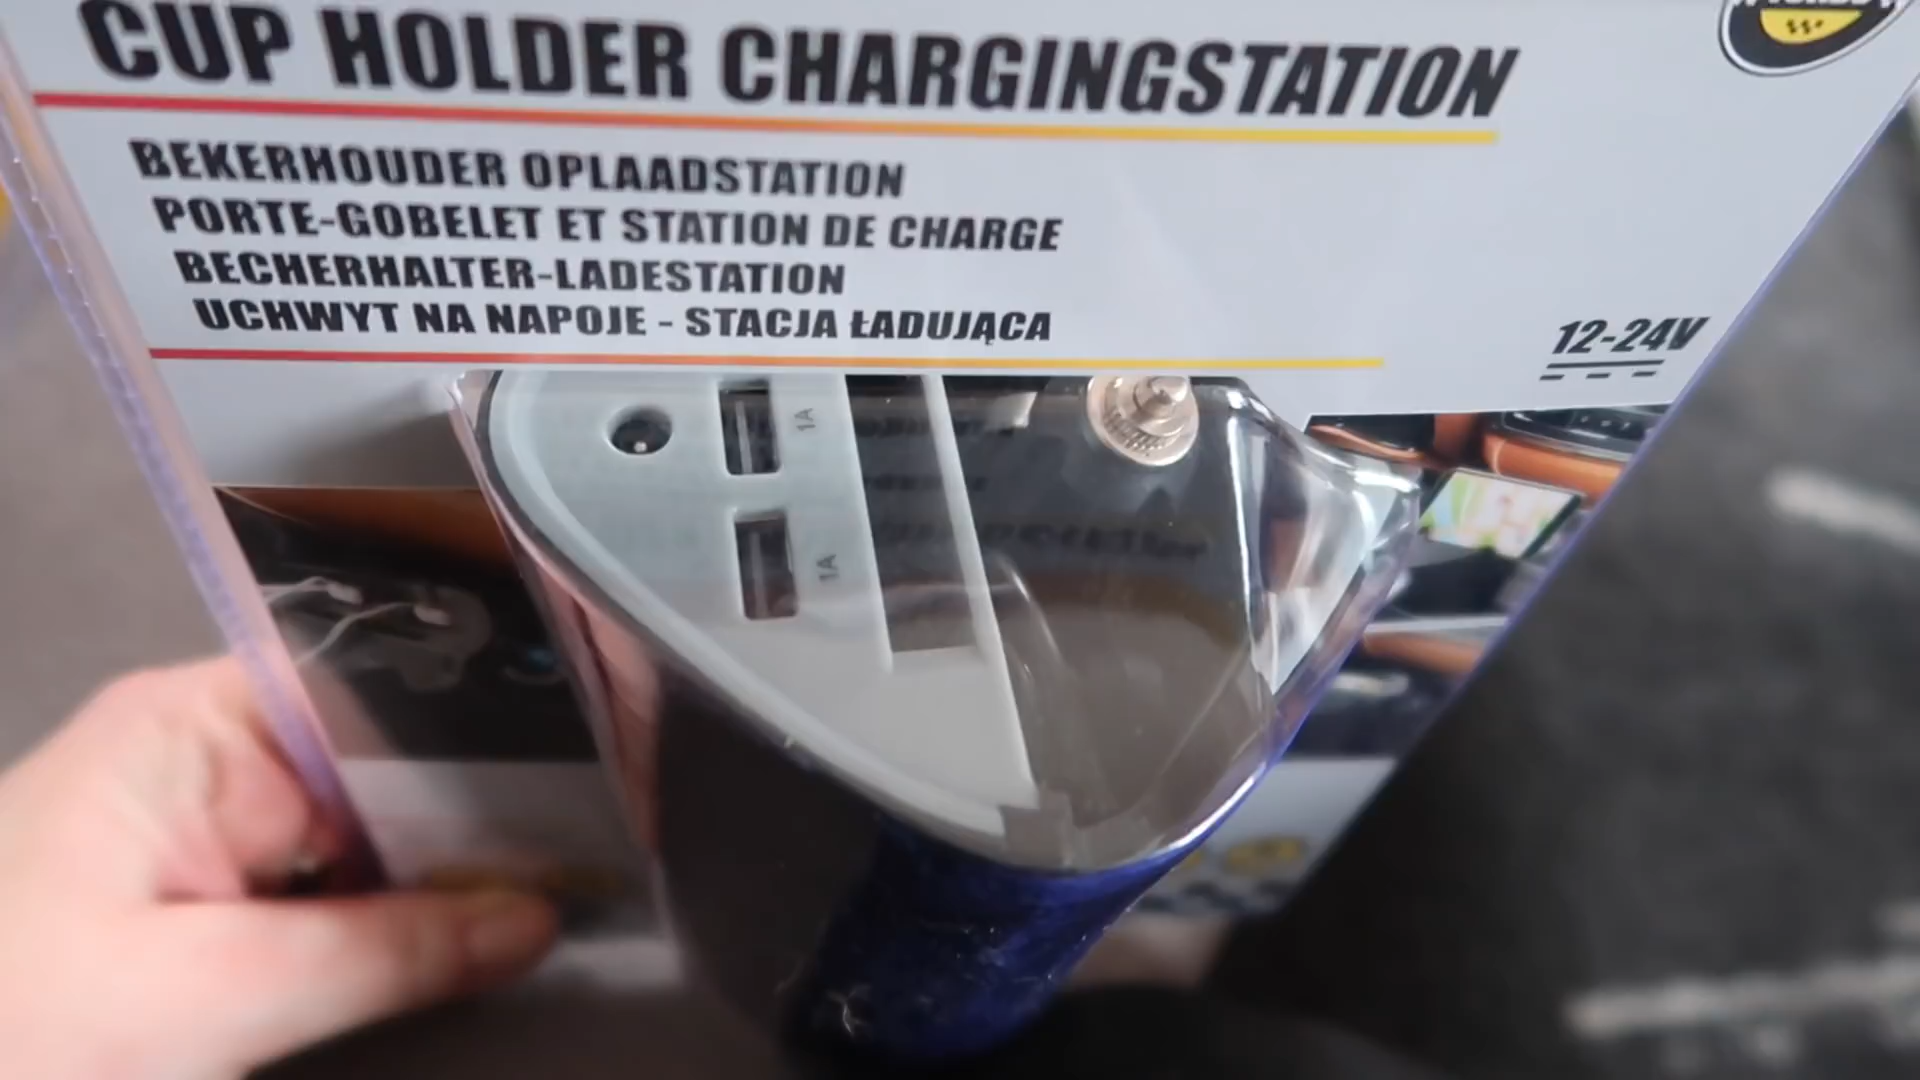 CUP HOLDER CHARGINGSTATION
BEKERHOUDER OPLAADSTATION
PORTE-GOBELET ET STATION DE CHARGE
BECHERHALTER-LADESTATION
UCHWYT NA NAPOJE - STACJA ŁADUJĄCA
12-24V
1A
1A